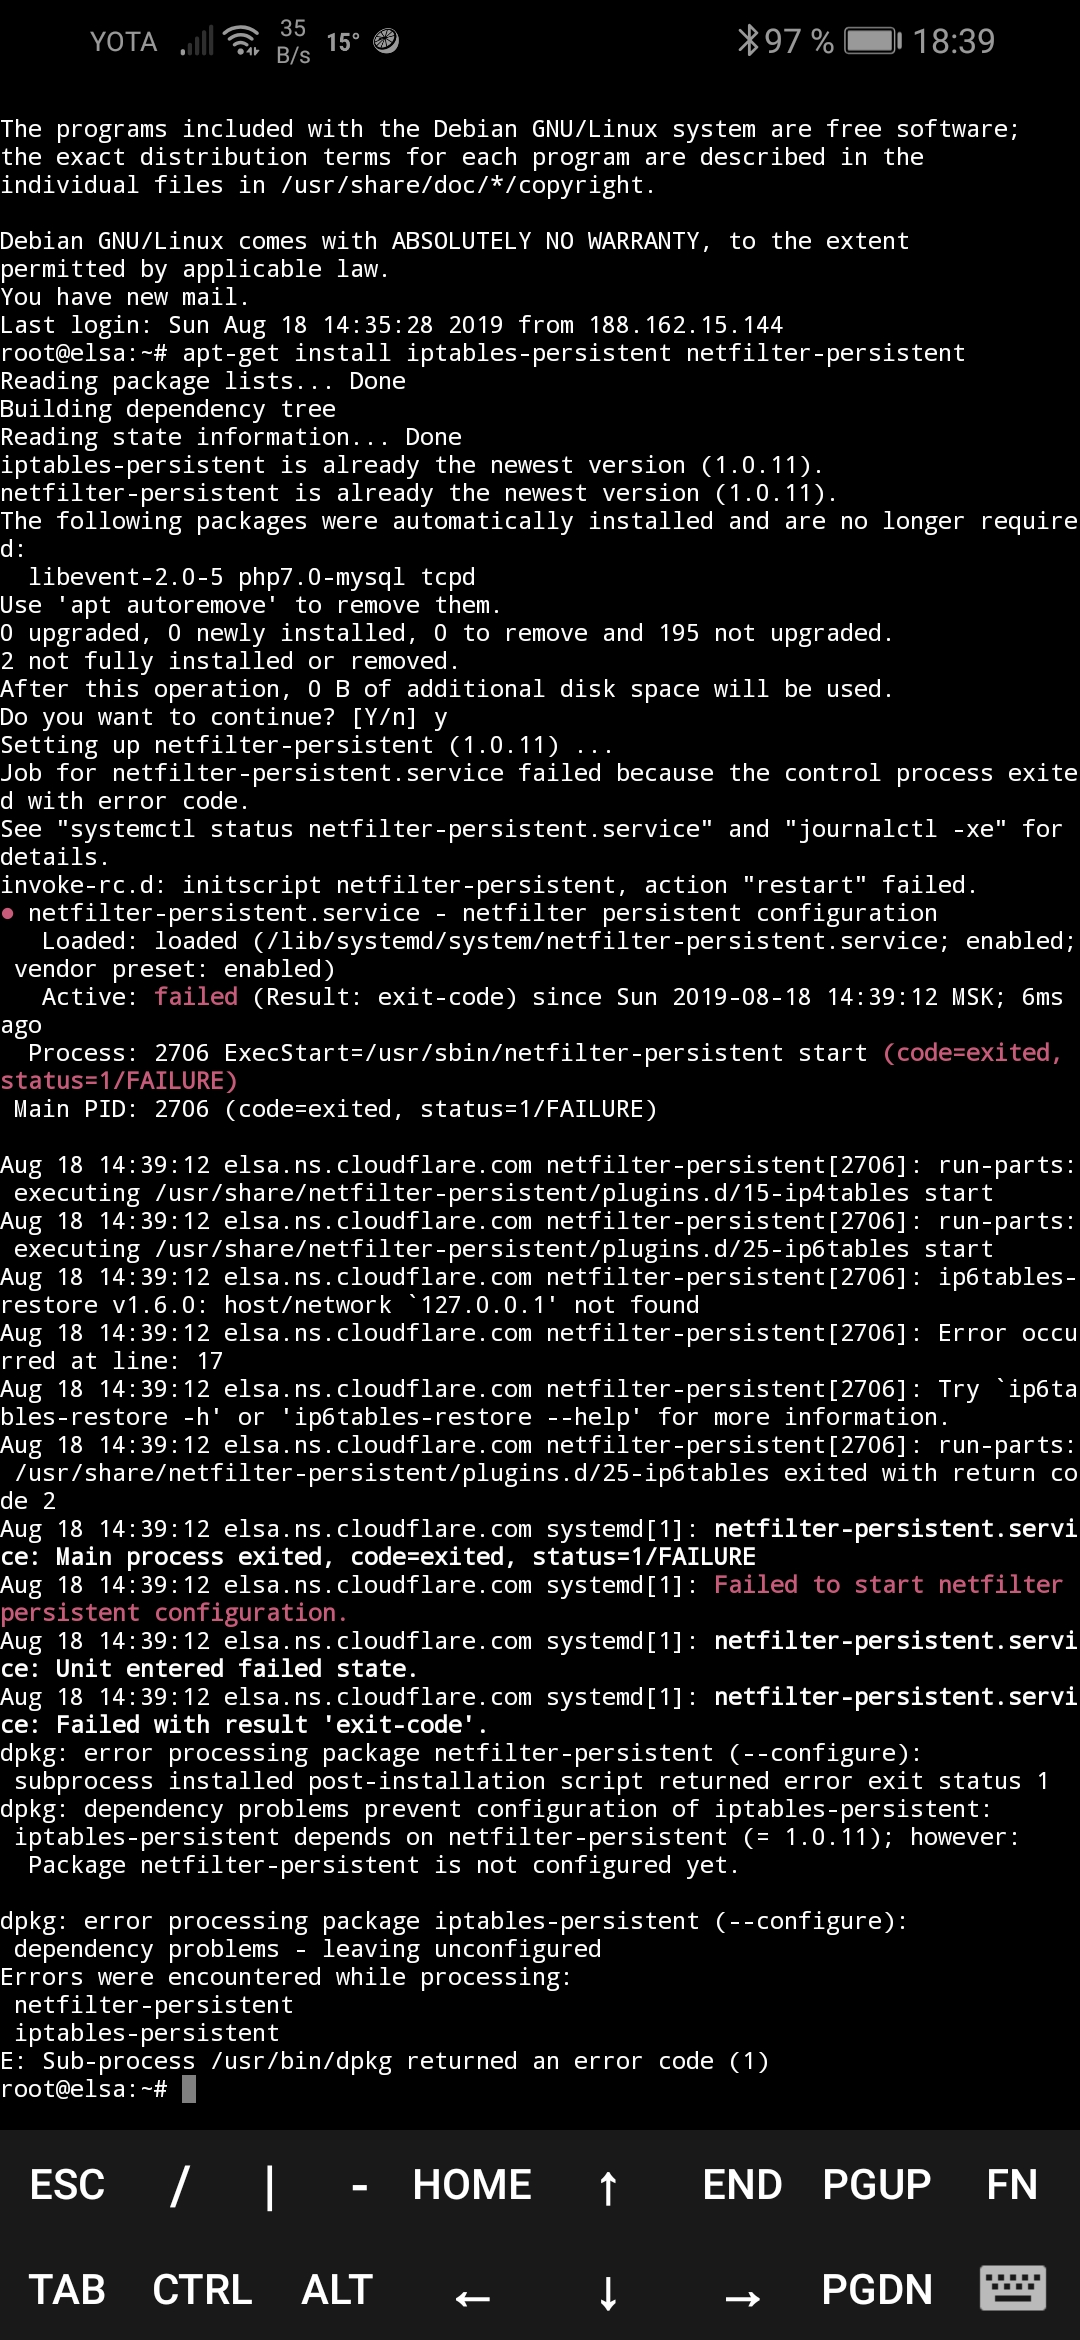 YOTA 35 B/s 15° 97 % 18:39
The programs included with the Debian GNU/Linux system are free software;
the exact distribution terms for each program are described in the
individual files in /usr/share/doc/*/copyright.
Debian GNU/Linux comes with ABSOLUTELY NO WARRANTY, to the extent
permitted by applicable law.
You have new mail.
Last login: Sun Aug 18 14:35:28 2019 from 188.162.15.144
root@elsa:~# apt-get install iptables-persistent netfilter-persistent
Reading package lists... Done
Building dependency tree
Reading state information... Done
iptables-persistent is already the newest version (1.0.11).
netfilter-persistent is already the newest version (1.0.11).
The following packages were automatically installed and are no longer require
d:
  libevent-2.0-5 php7.0-mysql tcpd
Use 'apt autoremove' to remove them.
0 upgraded, 0 newly installed, 0 to remove and 195 not upgraded.
2 not fully installed or removed.
After this operation, 0 B of additional disk space will be used.
Do you want to continue? [Y/n] y
Setting up netfilter-persistent (1.0.11) ...
Job for netfilter-persistent.service failed because the control process exite
d with error code.
See "systemctl status netfilter-persistent.service" and "journalctl -xe" for
details.
invoke-rc.d: initscript netfilter-persistent, action "restart" failed.
● netfilter-persistent.service - netfilter persistent configuration
   Loaded: loaded (/lib/systemd/system/netfilter-persistent.service; enabled;
 vendor preset: enabled)
   Active: failed (Result: exit-code) since Sun 2019-08-18 14:39:12 MSK; 6ms
ago
  Process: 2706 ExecStart=/usr/sbin/netfilter-persistent start (code=exited,
status=1/FAILURE)
 Main PID: 2706 (code=exited, status=1/FAILURE)
Aug 18 14:39:12 elsa.ns.cloudflare.com netfilter-persistent[2706]: run-parts:
 executing /usr/share/netfilter-persistent/plugins.d/15-ip4tables start
Aug 18 14:39:12 elsa.ns.cloudflare.com netfilter-persistent[2706]: run-parts:
 executing /usr/share/netfilter-persistent/plugins.d/25-ip6tables start
Aug 18 14:39:12 elsa.ns.cloudflare.com netfilter-persistent[2706]: ip6tables-
restore v1.6.0: host/network `127.0.0.1' not found
Aug 18 14:39:12 elsa.ns.cloudflare.com netfilter-persistent[2706]: Error occu
rred at line: 17
Aug 18 14:39:12 elsa.ns.cloudflare.com netfilter-persistent[2706]: Try `ip6ta
bles-restore -h' or 'ip6tables-restore --help' for more information.
Aug 18 14:39:12 elsa.ns.cloudflare.com netfilter-persistent[2706]: run-parts:
 /usr/share/netfilter-persistent/plugins.d/25-ip6tables exited with return co
de 2
Aug 18 14:39:12 elsa.ns.cloudflare.com systemd[1]: netfilter-persistent.servi
ce: Main process exited, code=exited, status=1/FAILURE
Aug 18 14:39:12 elsa.ns.cloudflare.com systemd[1]: Failed to start netfilter
persistent configuration.
Aug 18 14:39:12 elsa.ns.cloudflare.com systemd[1]: netfilter-persistent.servi
ce: Unit entered failed state.
Aug 18 14:39:12 elsa.ns.cloudflare.com systemd[1]: netfilter-persistent.servi
ce: Failed with result 'exit-code'.
dpkg: error processing package netfilter-persistent (--configure):
 subprocess installed post-installation script returned error exit status 1
dpkg: dependency problems prevent configuration of iptables-persistent:
 iptables-persistent depends on netfilter-persistent (= 1.0.11); however:
  Package netfilter-persistent is not configured yet.
dpkg: error processing package iptables-persistent (--configure):
 dependency problems - leaving unconfigured
Errors were encountered while processing:
 netfilter-persistent
 iptables-persistent
E: Sub-process /usr/bin/dpkg returned an error code (1)
root@elsa:~#
ESC / | - HOME ↑ END PGUP FN
TAB CTRL ALT ← ↓ → PGDN